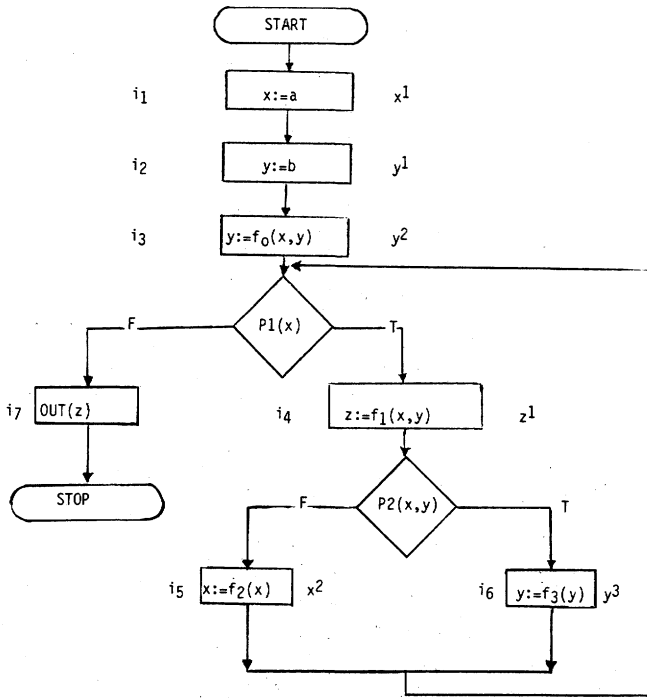 START
i₁ x:=a x¹
i₂ y:=b y¹
i₃ y:=f₀(x,y) y²
P1(x)
F T
i₇ OUT(z) i₄ z:=f₁(x,y) z¹
STOP P2(x,y)
F T
i₅ x:=f₂(x) x² i₆ y:=f₃(y) y³